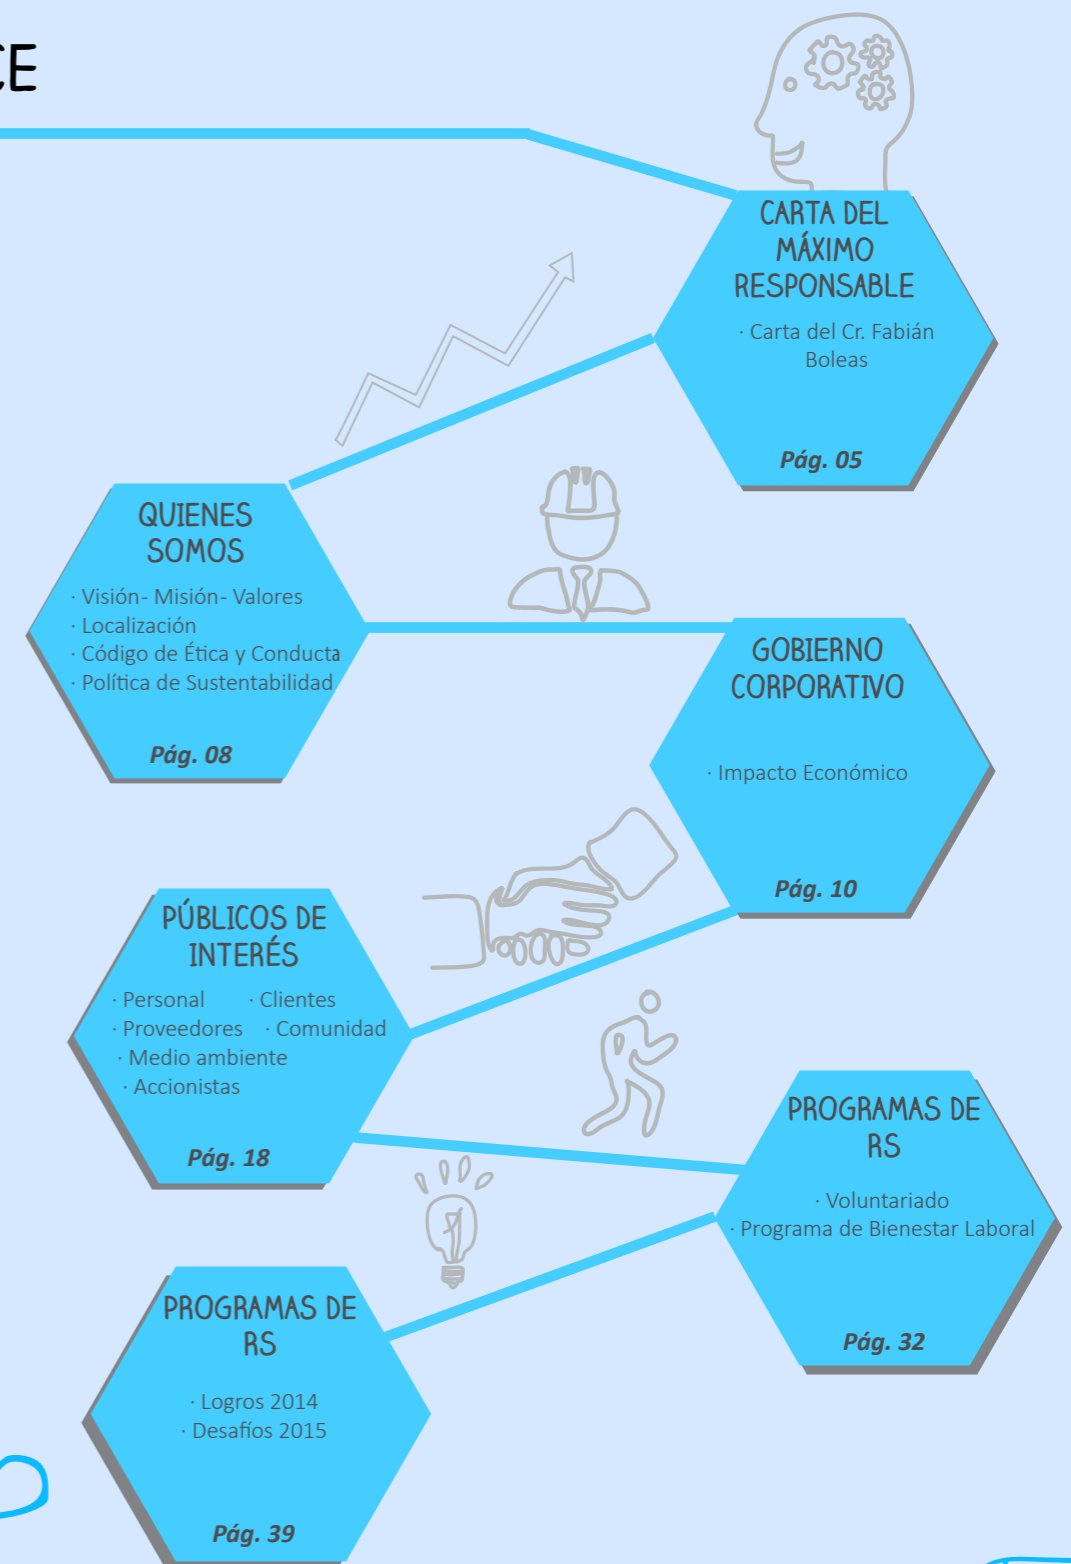 CE
CARTA DEL
MÁXIMO
RESPONSABLE
· Carta del Cr. Fabián
Boleas
Pág. 05
QUIENES
SOMOS
· Visión- Misión- Valores
· Localización
· Código de Ética y Conducta
· Política de Sustentabilidad
Pág. 08
GOBIERNO
CORPORATIVO
· Impacto Económico
Pág. 10
PÚBLICOS DE
INTERÉS
· Personal · Clientes
· Proveedores · Comunidad
· Medio ambiente
· Accionistas
Pág. 18
PROGRAMAS DE
RS
· Voluntariado
· Programa de Bienestar Laboral
Pág. 32
PROGRAMAS DE
RS
· Logros 2014
· Desafíos 2015
Pág. 39